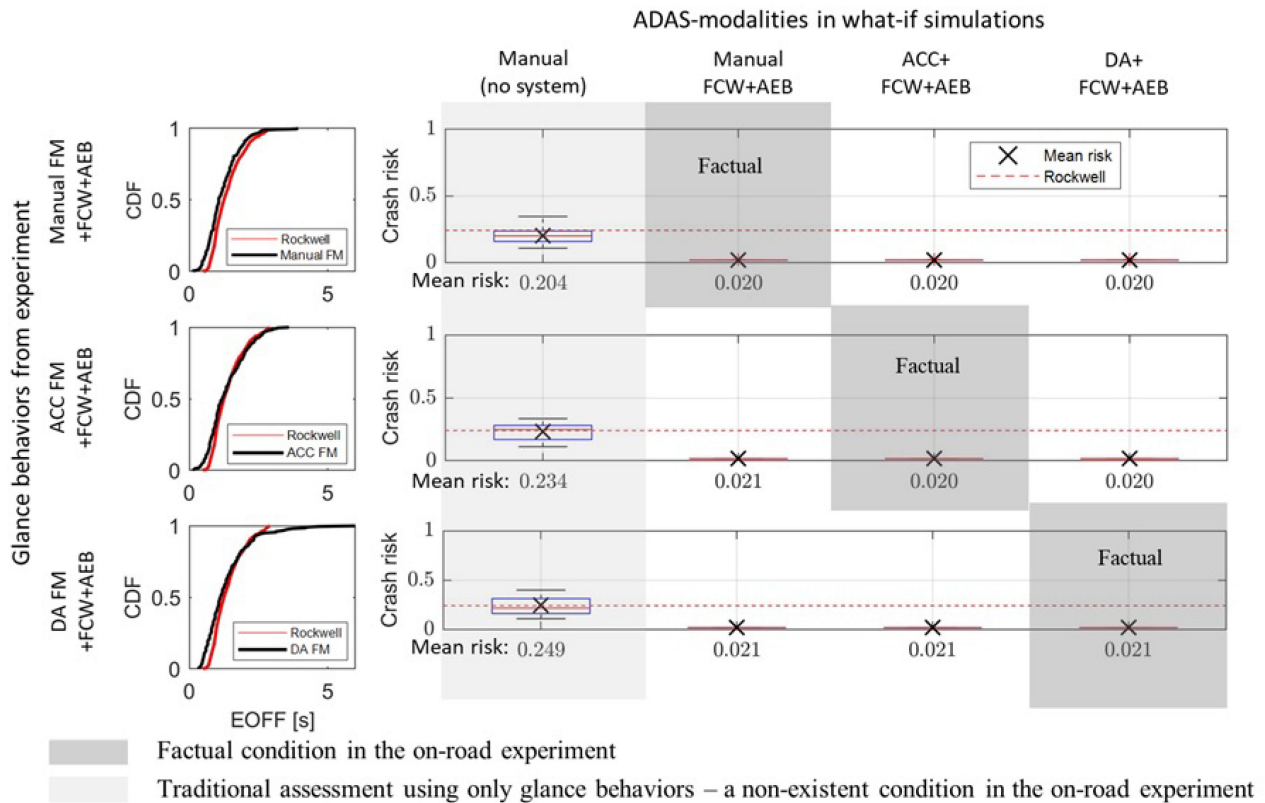 ADAS-modalities in what-if simulations
Manual
(no system)
Manual
FCW+AEB
ACC+
FCW+AEB
DA+
FCW+AEB
Glance behaviors from experiment
Manual FM
+FCW+AEB
CDF
1
0.5
0
0
5
Rockwell
Manual FM
Crash risk
1
0.5
0
Factual
Mean risk
Rockwell
Mean risk: 0.204
0.020
0.020
0.020
ACC FM
+FCW+AEB
CDF
1
0.5
0
0
5
Rockwell
ACC FM
Crash risk
1
0.5
0
Factual
Mean risk: 0.234
0.021
0.020
0.020
DA FM
+FCW+AEB
CDF
1
0.5
0
0
5
EOFF [s]
Rockwell
DA FM
Crash risk
1
0.5
0
Factual
Mean risk: 0.249
0.021
0.021
0.021
Factual condition in the on-road experiment
Traditional assessment using only glance behaviors – a non-existent condition in the on-road experiment